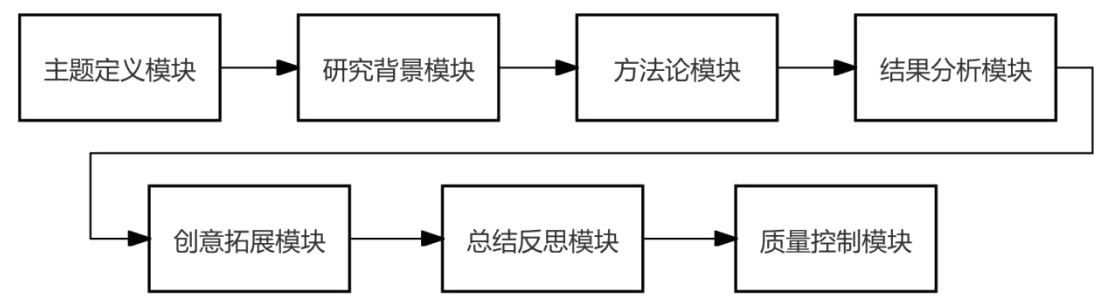 主题定义模块
研究背景模块
方法论模块
结果分析模块
创意拓展模块
总结反思模块
质量控制模块